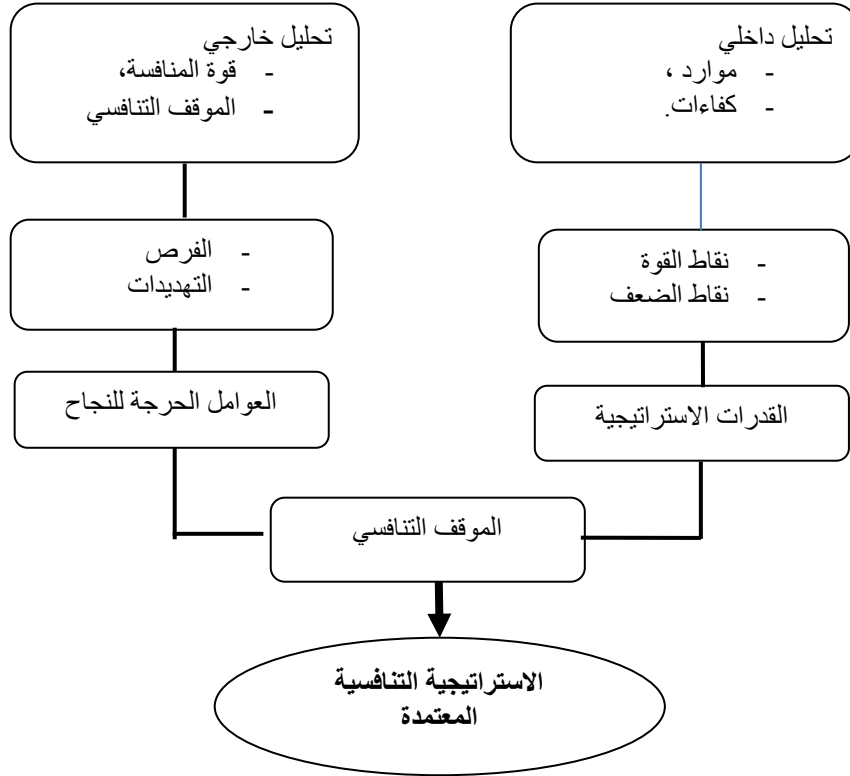 تحليل داخلي
- موارد ،
- كفاءات.
تحليل خارجي
- قوة المنافسة،
- الموقف التنافسي
- نقاط القوة
- نقاط الضعف
- الفرص
- التهديدات
القدرات الاستراتيجية
العوامل الحرجة للنجاح
الموقف التنافسي
الاستراتيجية التنافسية
المعتمدة